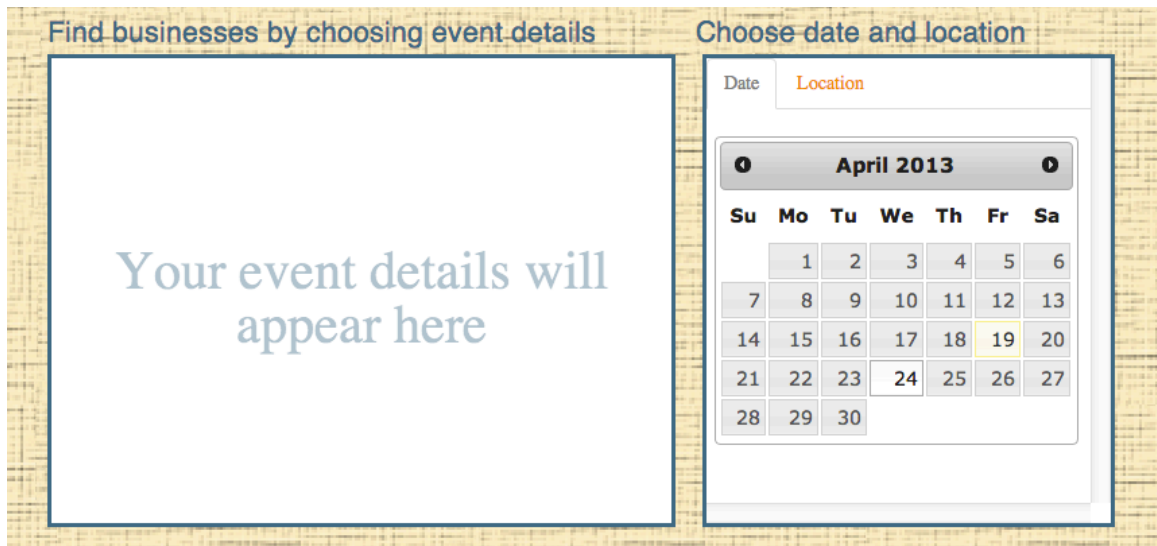 Find businesses by choosing event details
Your event details will
appear here
Choose date and location
Date Location
April 2013
Su Mo Tu We Th Fr Sa
1 2 3 4 5 6
7 8 9 10 11 12 13
14 15 16 17 18 19 20
21 22 23 24 25 26 27
28 29 30